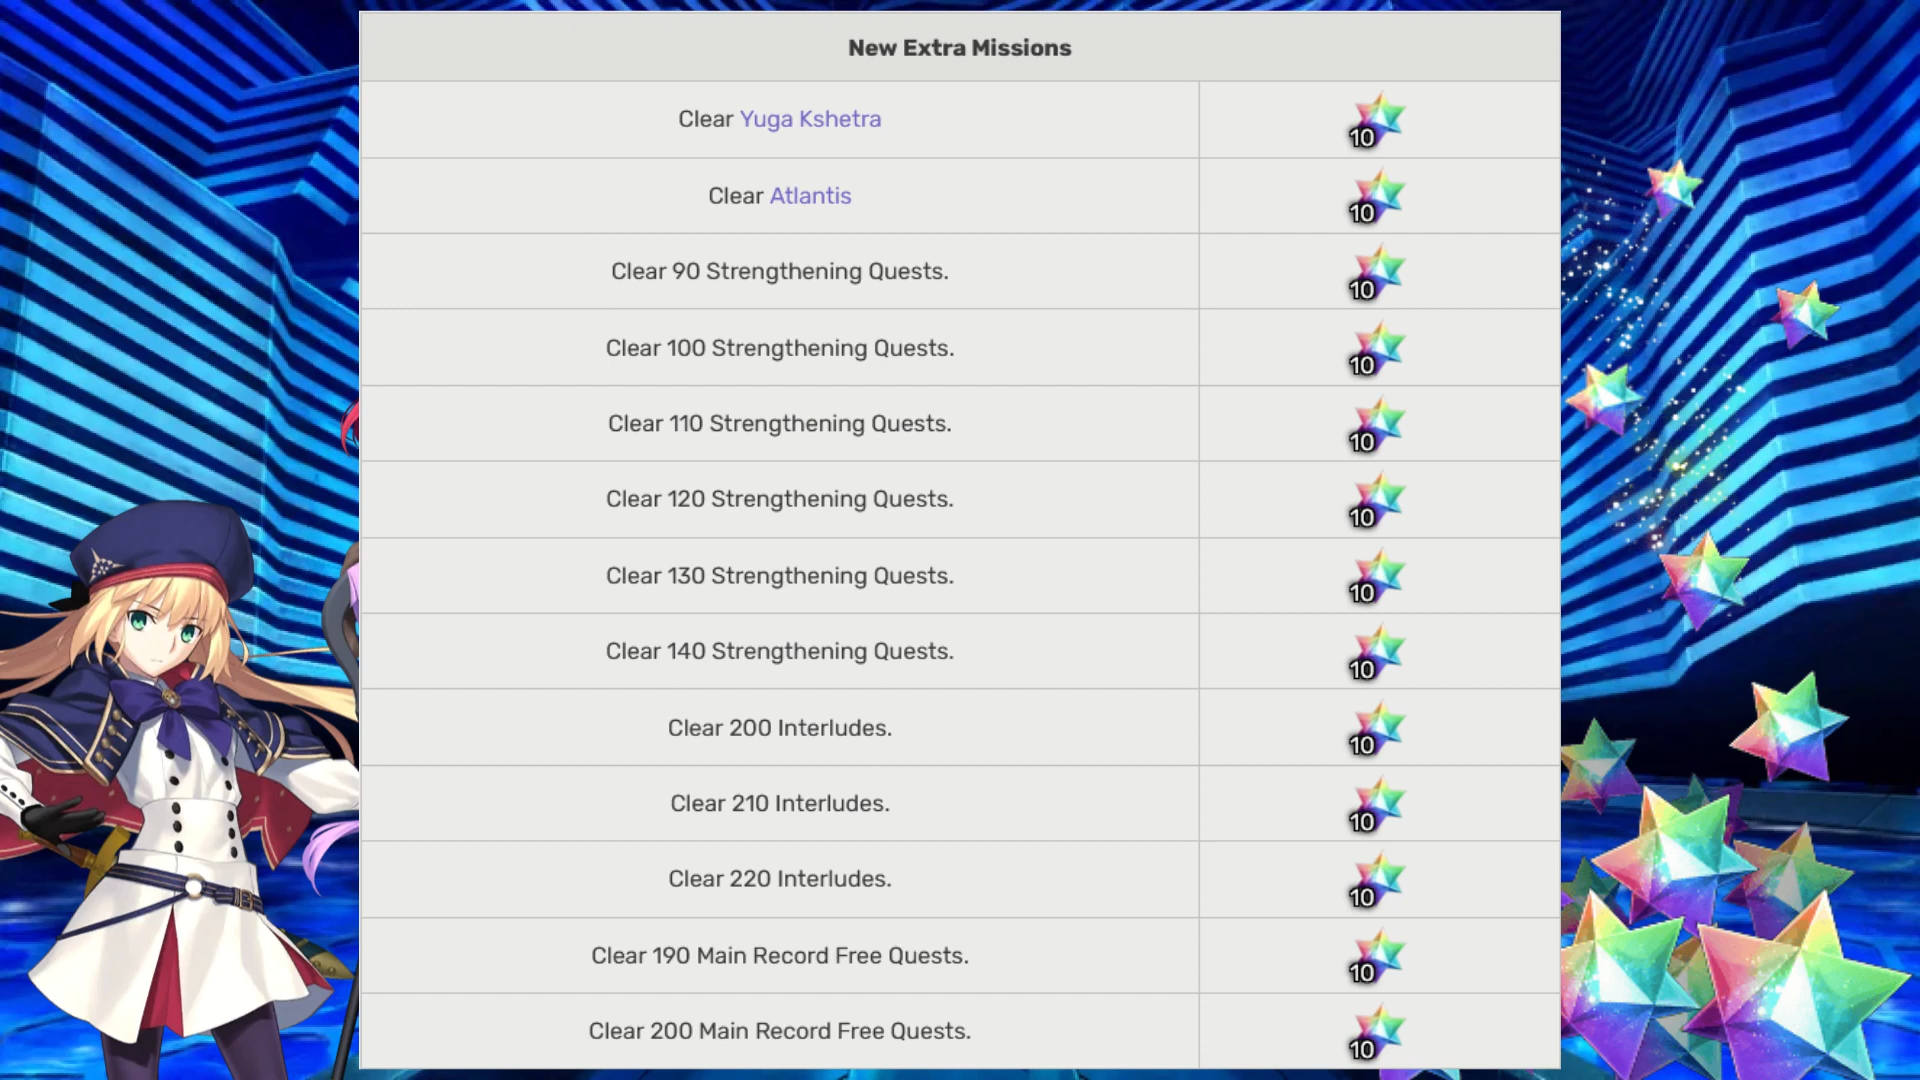 New Extra Missions
Clear Yuga Kshetra
10
Clear Atlantis
10
Clear 90 Strengthening Quests.
10
Clear 100 Strengthening Quests.
10
Clear 110 Strengthening Quests.
10
Clear 120 Strengthening Quests.
10
Clear 130 Strengthening Quests.
10
Clear 140 Strengthening Quests.
10
Clear 200 Interludes.
10
Clear 210 Interludes.
10
Clear 220 Interludes.
10
Clear 190 Main Record Free Quests.
10
Clear 200 Main Record Free Quests.
10